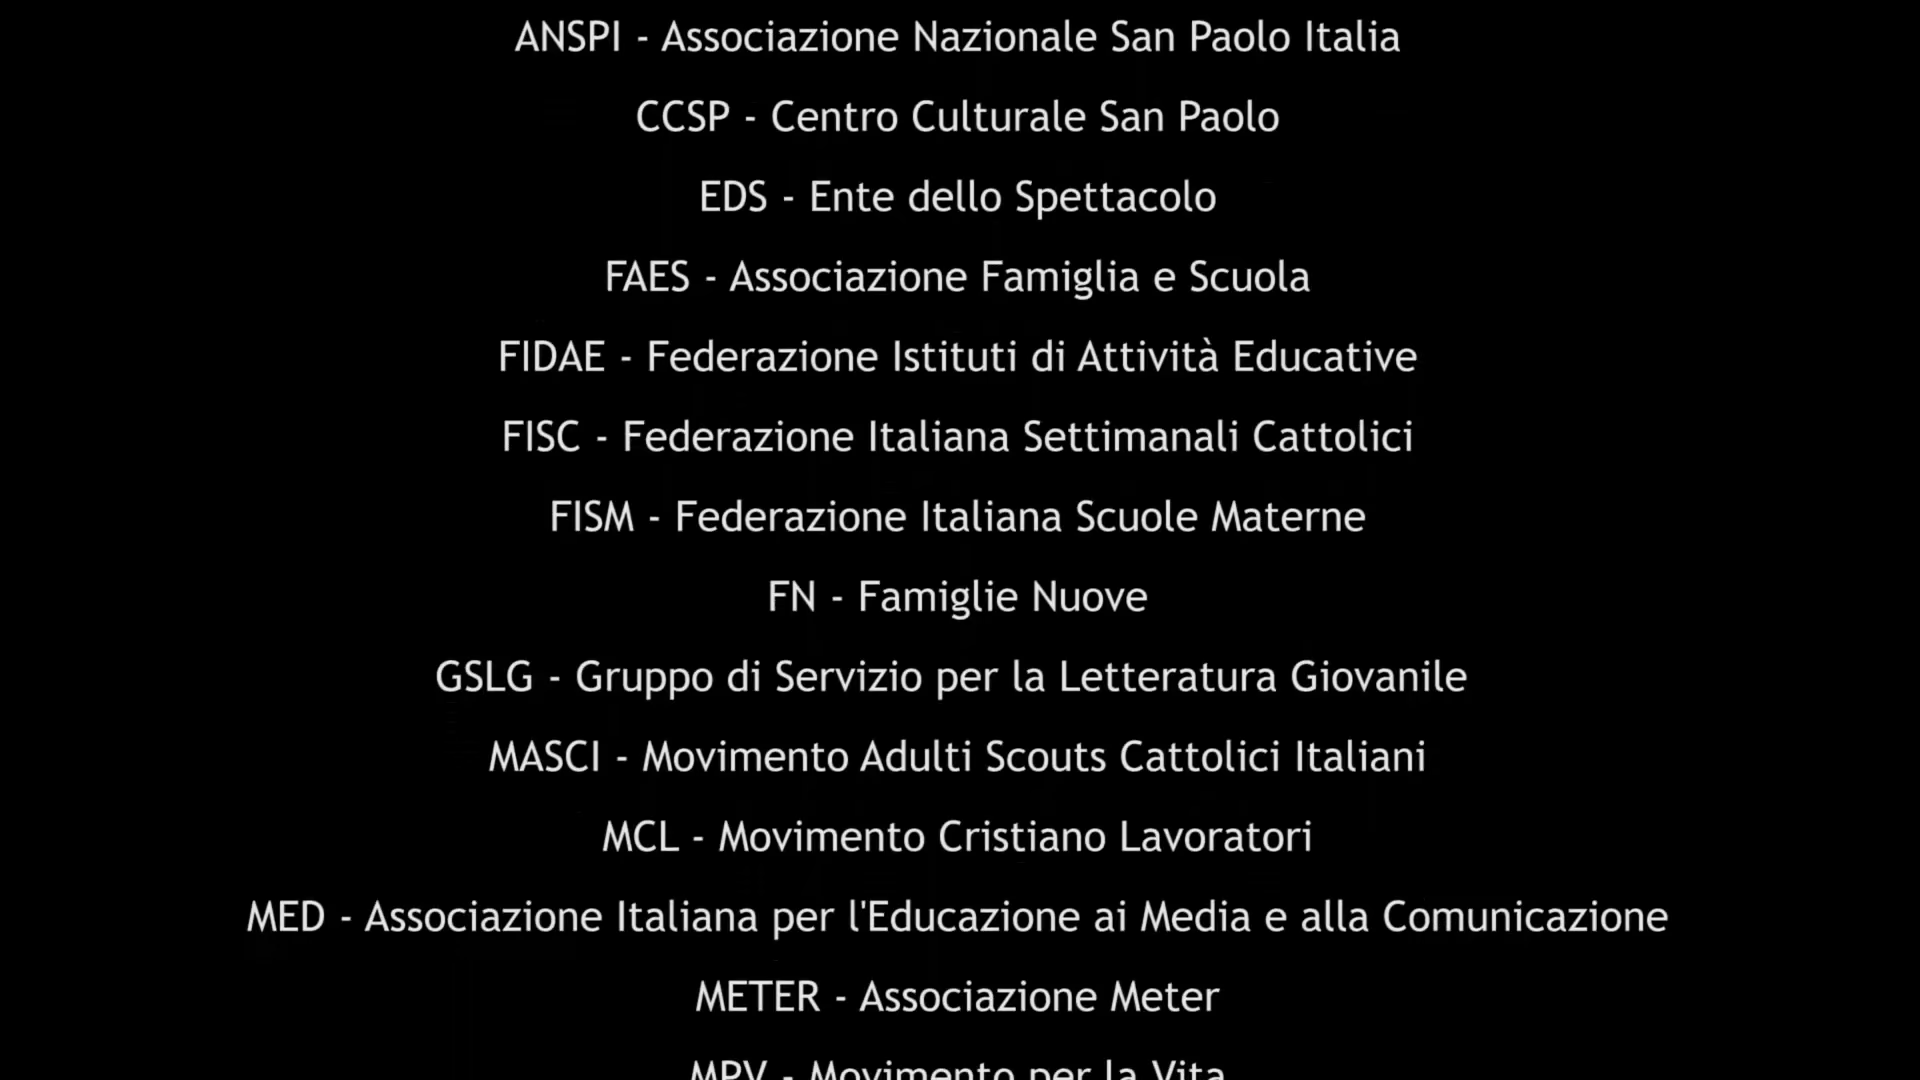 ANSPI - Associazione Nazionale San Paolo Italia
CCSP - Centro Culturale San Paolo
EDS - Ente dello Spettacolo
FAES - Associazione Famiglia e Scuola
FIDAE - Federazione Istituti di Attività Educative
FISC - Federazione Italiana Settimanali Cattolici
FISM - Federazione Italiana Scuole Materne
FN - Famiglie Nuove
GSLG - Gruppo di Servizio per la Letteratura Giovanile
MASCI - Movimento Adulti Scouts Cattolici Italiani
MCL - Movimento Cristiano Lavoratori
MED - Associazione Italiana per l'Educazione ai Media e alla Comunicazione
METER - Associazione Meter
MPV - Movimento per la Vita